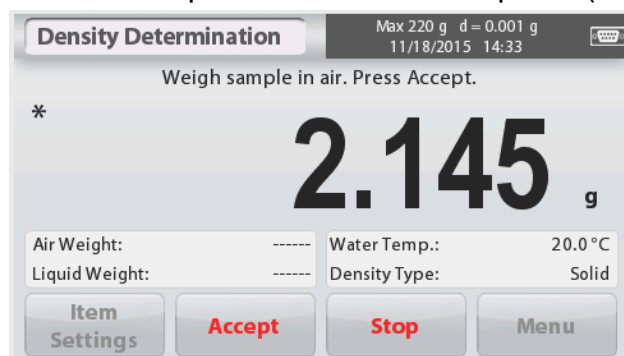 Density Determination
Max 220 g d = 0.001 g
11/18/2015 14:33
Weigh sample in air. Press Accept.
*
2.145 g
Air Weight: ------
Water Temp.: 20.0 °C
Liquid Weight: ------
Density Type: Solid
Item Settings
Accept
Stop
Menu